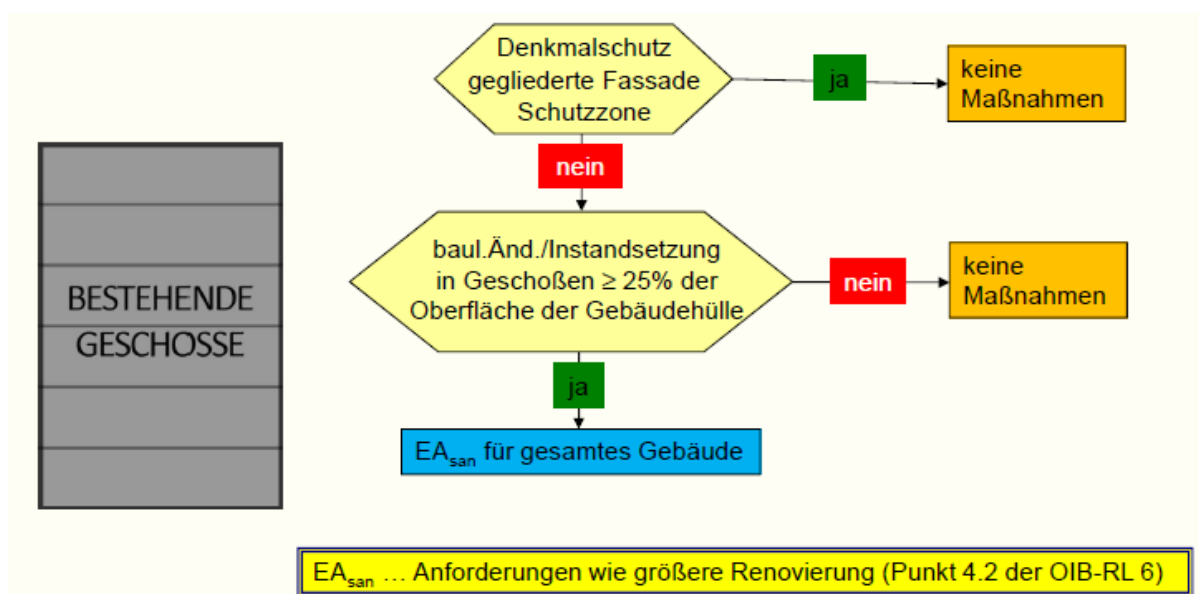 Denkmalschutz
gegliederte Fassade
Schutzzone
ja
keine
Maßnahmen
nein
baul.Änd./Instandsetzung
in Geschoßen ≥ 25% der
Oberfläche der Gebäudehülle
nein
keine
Maßnahmen
BESTEHENDE
GESCHOSSE
ja
EAsan für gesamtes Gebäude
EAsan ... Anforderungen wie größere Renovierung (Punkt 4.2 der OIB-RL 6)